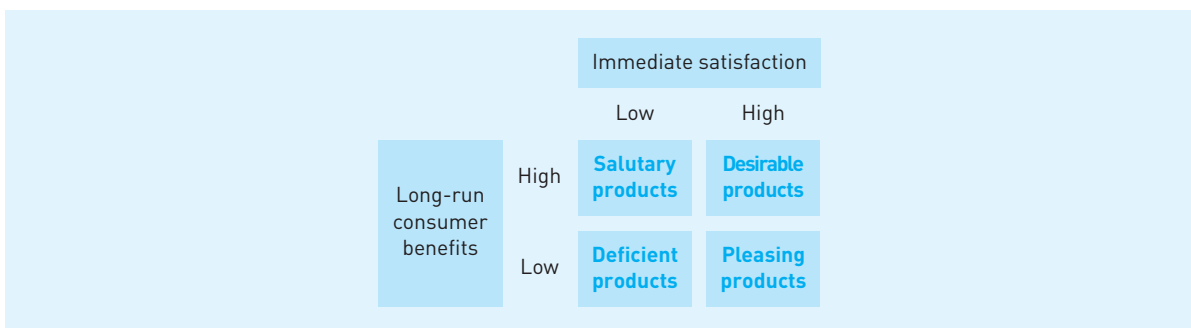 Immediate satisfaction
Low High
High
Salutary
products
Desirable
products
Long-run
consumer
benefits
Low
Deficient
products
Pleasing
products